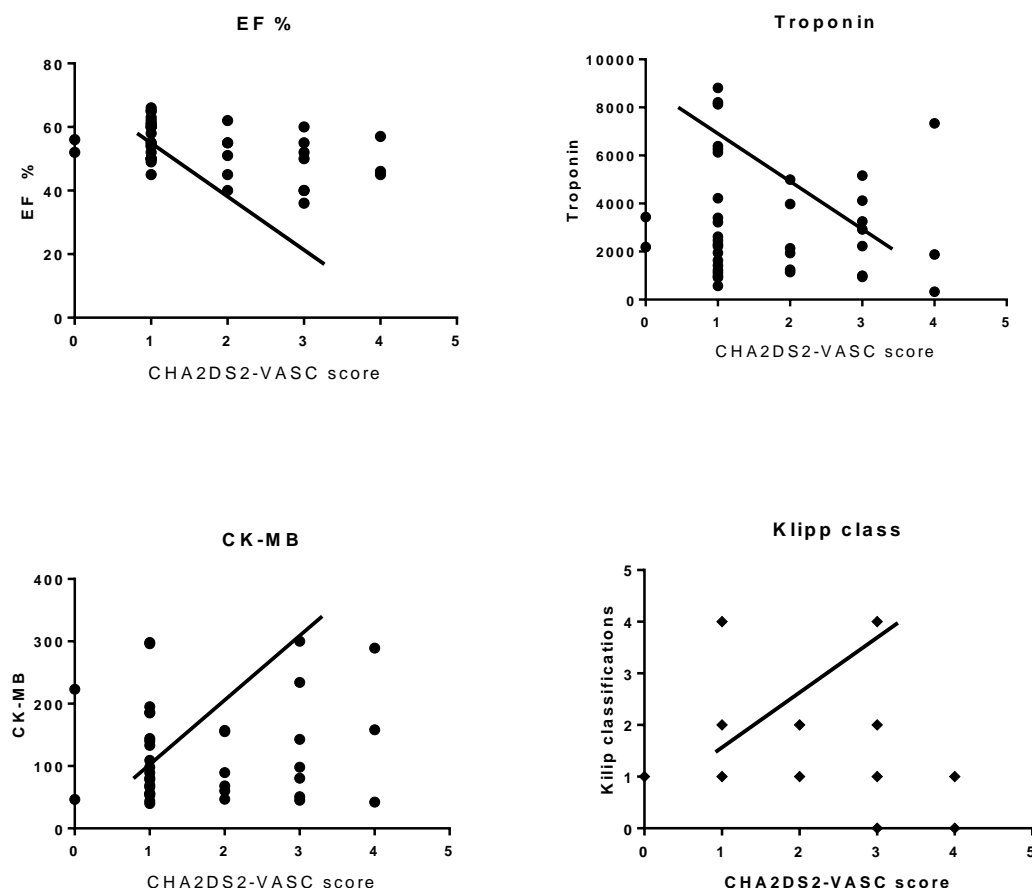 EF %
80
60
40
20
0
EF %
0 1 2 3 4 5
CHA2DS2-VASC score
Troponin
10000
8000
6000
4000
2000
0
Troponin
0 1 2 3 4 5
CHA2DS2-VASC score
CK-MB
400
300
200
100
0
CK-MB
0 1 2 3 4 5
CHA2DS2-VASC score
Klipp class
5
4
3
2
1
0
Kilip classifications
0 1 2 3 4 5
CHA2DS2-VASC score